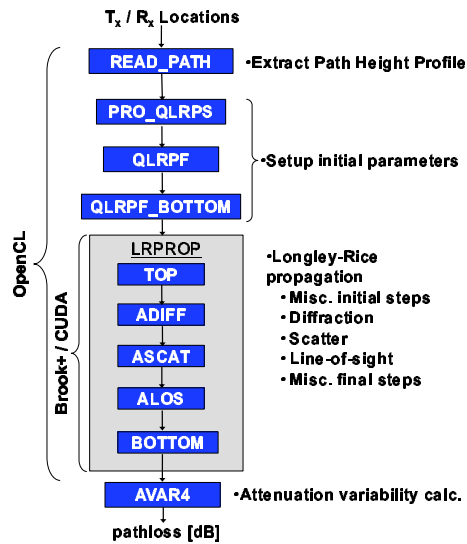 Tx / Rx Locations
READ_PATH
•Extract Path Height Profile
PRO_QLRPS
QLRPF
•Setup initial parameters
QLRPF_BOTTOM
OpenCL
Brook+ / CUDA
LRPROP
TOP
ADIFF
ASCAT
ALOS
BOTTOM
•Longley-Rice
propagation
•Misc. initial steps
•Diffraction
•Scatter
•Line-of-sight
•Misc. final steps
AVAR4
•Attenuation variability calc.
pathloss [dB]